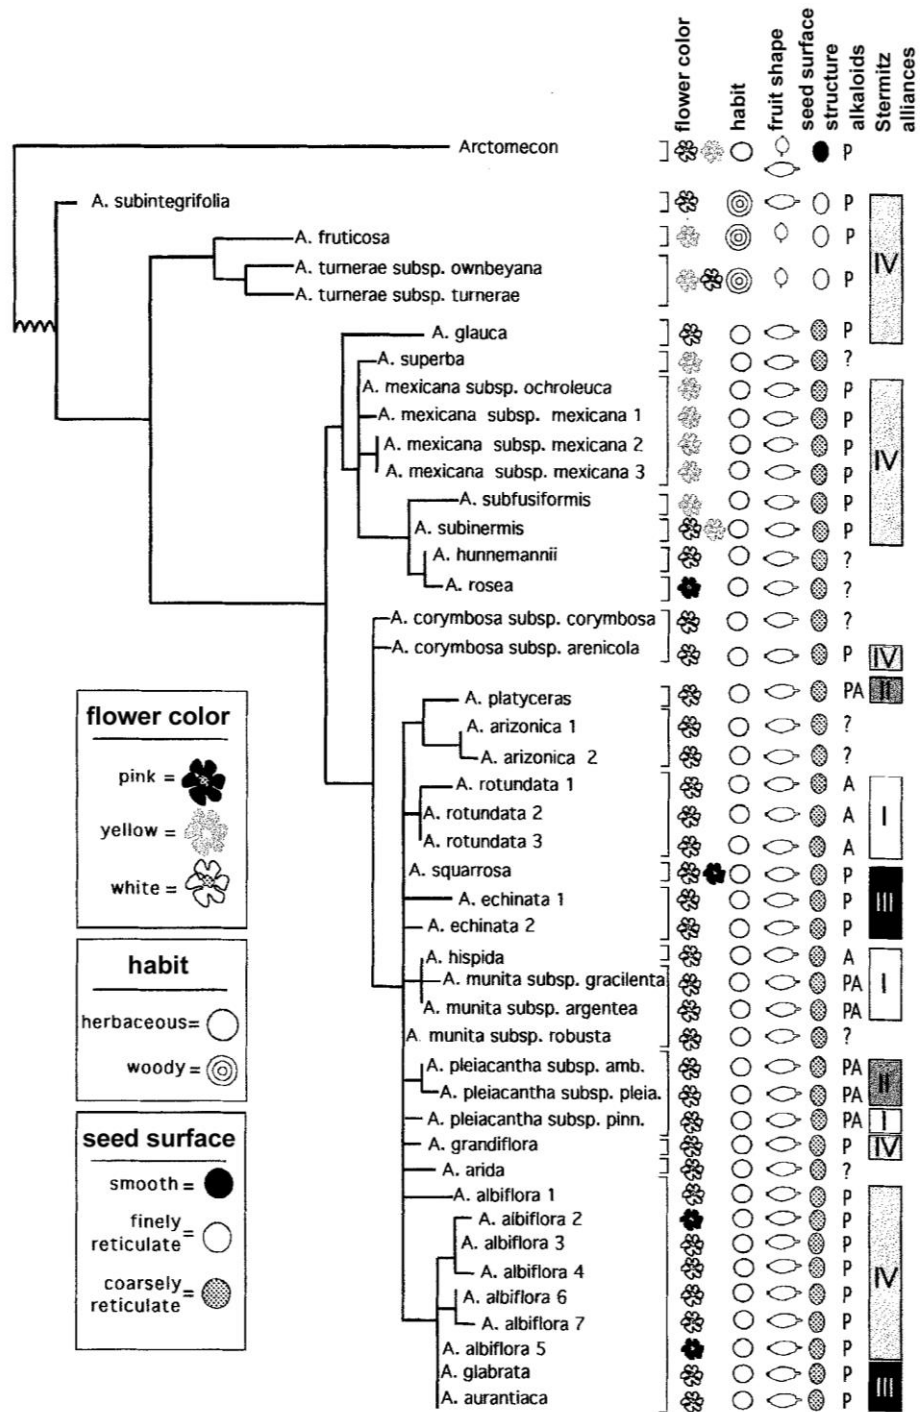 flower color
habit
fruit shape
seed surface
structure
alkaloids
Stermitz
alliances
Arctomecon P
A. subintegrifolia P
A. fruticosa P
IV
A. turnerae subsp. ownbeyana
P
A. turnerae subsp. turnerae
A. glauca P
A. superba ?
A. mexicana subsp. ochroleuca P
A. mexicana subsp. mexicana 1 P
A. mexicana subsp. mexicana 2 P
IV
A. mexicana subsp. mexicana 3 P
A. subfusiformis P
A. subinermis P
A. hunnemannii ?
A. rosea ?
A. corymbosa subsp. corymbosa ?
A. corymbosa subsp. arenicola P IV
A. platyceras PA II
A. arizonica 1 ?
A. arizonica 2 ?
A. rotundata 1 A
A. rotundata 2 A I
A. rotundata 3 A
A. squarrosa P
A. echinata 1 P III
A. echinata 2 P
A. hispida A
A. munita subsp. gracilenta PA I
A. munita subsp. argentea PA
A. munita subsp. robusta ?
A. pleiacantha subsp. amb. PA
II
A. pleiacantha subsp. pleia. PA
A. pleiacantha subsp. pinn. PA I
A. grandiflora P IV
A. arida ?
A. albiflora 1 P
A. albiflora 2 P
A. albiflora 3 P
A. albiflora 4 P
IV
A. albiflora 6 P
A. albiflora 7 P
A. albiflora 5 P
A. glabrata P
III
A. aurantiaca P
flower color
pink =
yellow =
white =
habit
herbaceous=
woody =
seed surface
smooth =
finely
reticulate =
coarsely
reticulate =